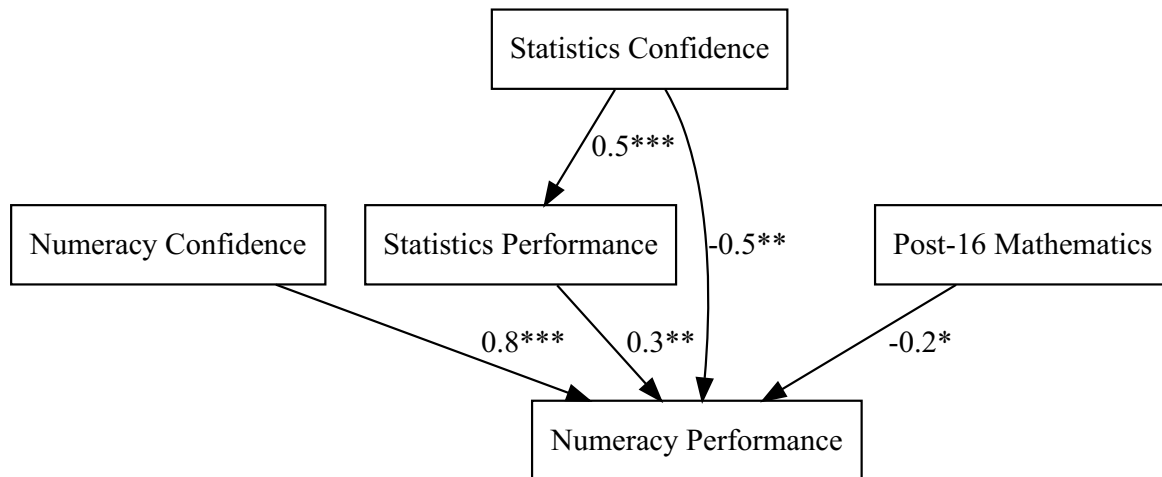 Statistics Confidence
0.5***
Numeracy Confidence
Statistics Performance
-0.5**
Post-16 Mathematics
0.8***
0.3**
-0.2*
Numeracy Performance